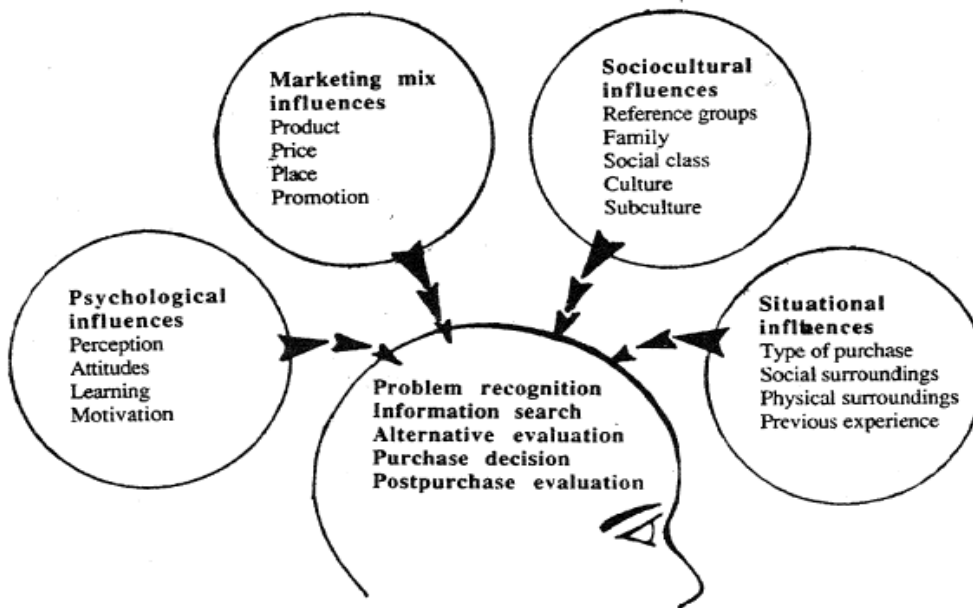 Marketing mix
influences
Product
Price
Place
Promotion
Sociocultural
influences
Reference groups
Family
Social class
Culture
Subculture
Psychological
influences
Perception
Attitudes
Learning
Motivation
Situational
influences
Type of purchase
Social surroundings
Physical surroundings
Previous experience
Problem recognition
Information search
Alternative evaluation
Purchase decision
Postpurchase evaluation